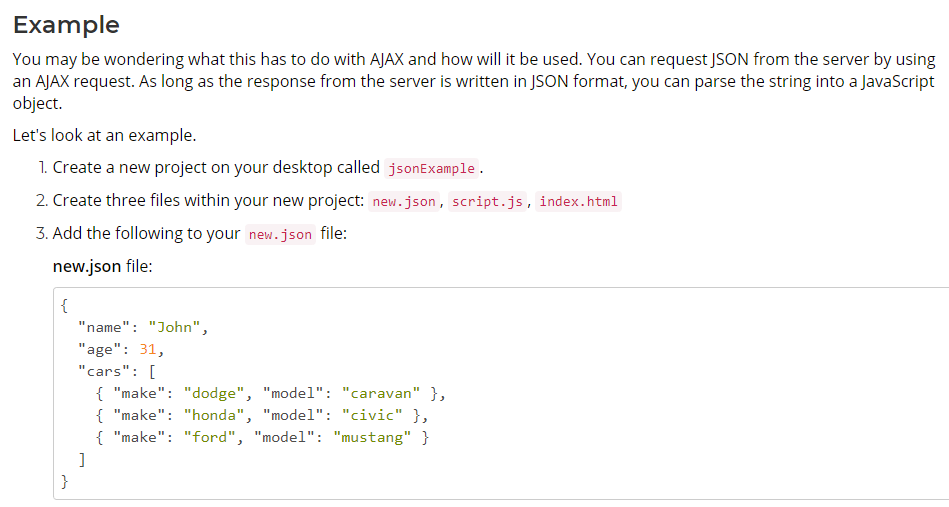 Example
You may be wondering what this has to do with AJAX and how will it be used. You can request JSON from the server by using
an AJAX request. As long as the response from the server is written in JSON format, you can parse the string into a JavaScript
object.
Let's look at an example.
1. Create a new project on your desktop called jsonExample .
2. Create three files within your new project: new.json , script.js , index.html
3. Add the following to your new.json file:
new.json file:
{
  "name": "John",
  "age": 31,
  "cars": [
    { "make": "dodge", "model": "caravan" },
    { "make": "honda", "model": "civic" },
    { "make": "ford", "model": "mustang" }
  ]
}